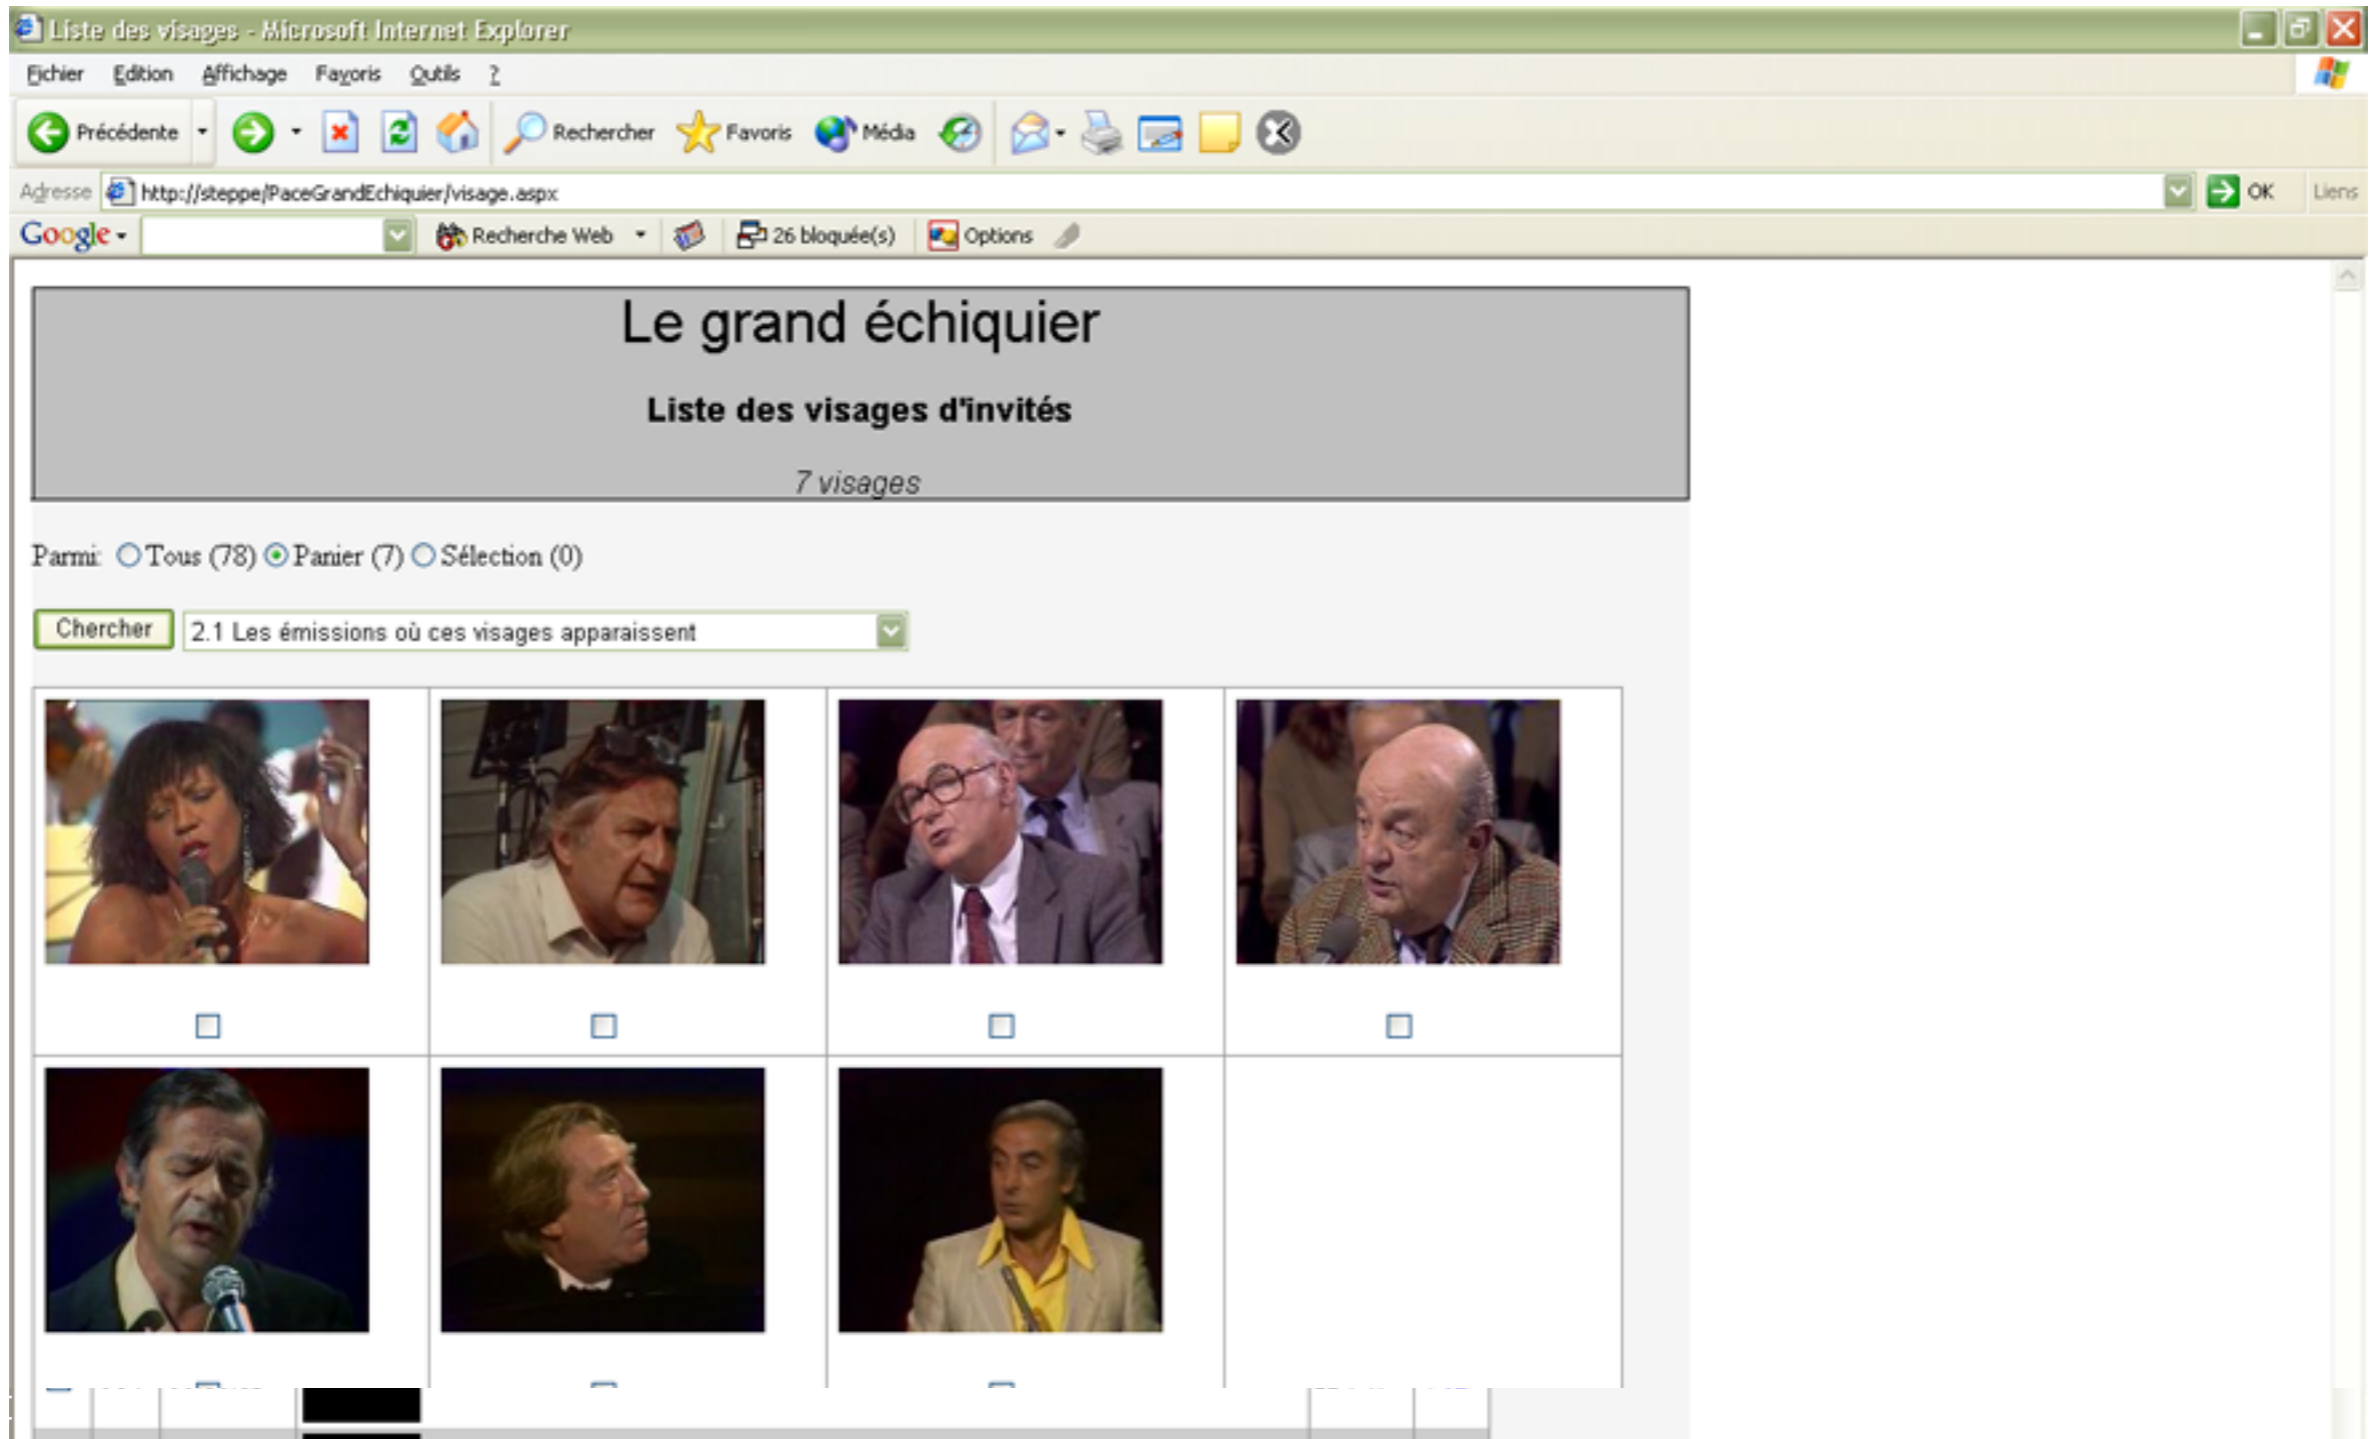 Liste des visages - Microsoft Internet Explorer
Fichier Edition Affichage Favoris Outils ?
Précédente Rechercher Favoris Média
Adresse http://steppe/PaceGrandEchiquier/visage.aspx OK Liens
Google Recherche Web 26 bloquée(s) Options
Le grand échiquier
Liste des visages d'invités
7 visages
Parmi: Tous (78) Panier (7) Sélection (0)
Chercher 2.1 Les émissions où ces visages apparaissent